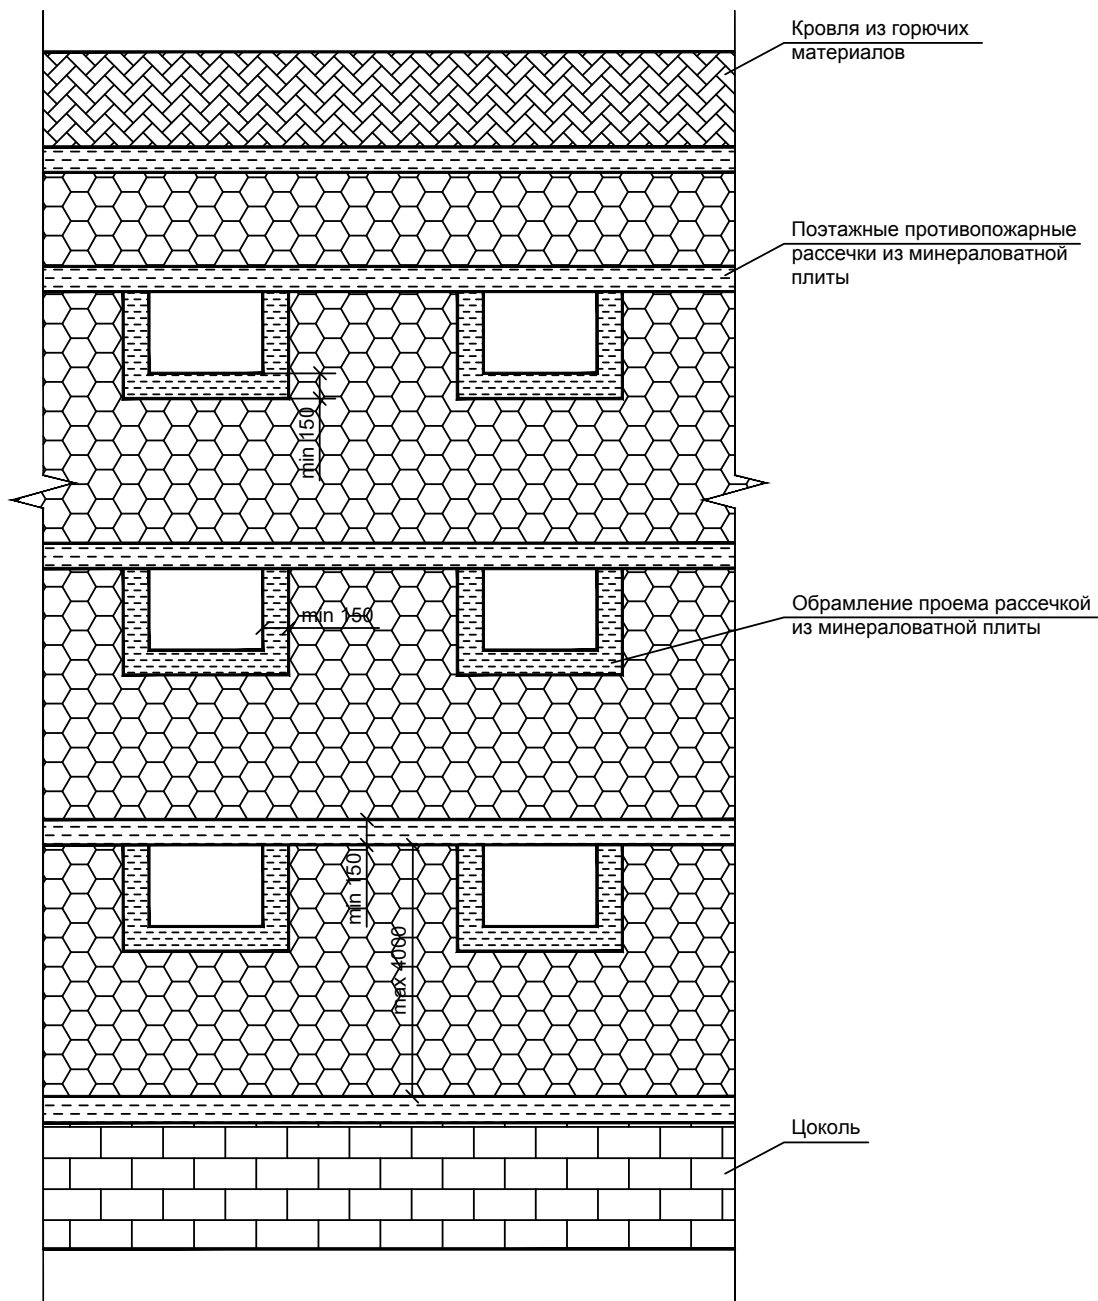 Кровля из горючих
материалов
Поэтажные противопожарные
рассечки из минераловатной
плиты
min 150
Обрамление проема рассечкой
из минераловатной плиты
min 150
min 150
max 4000
Цоколь